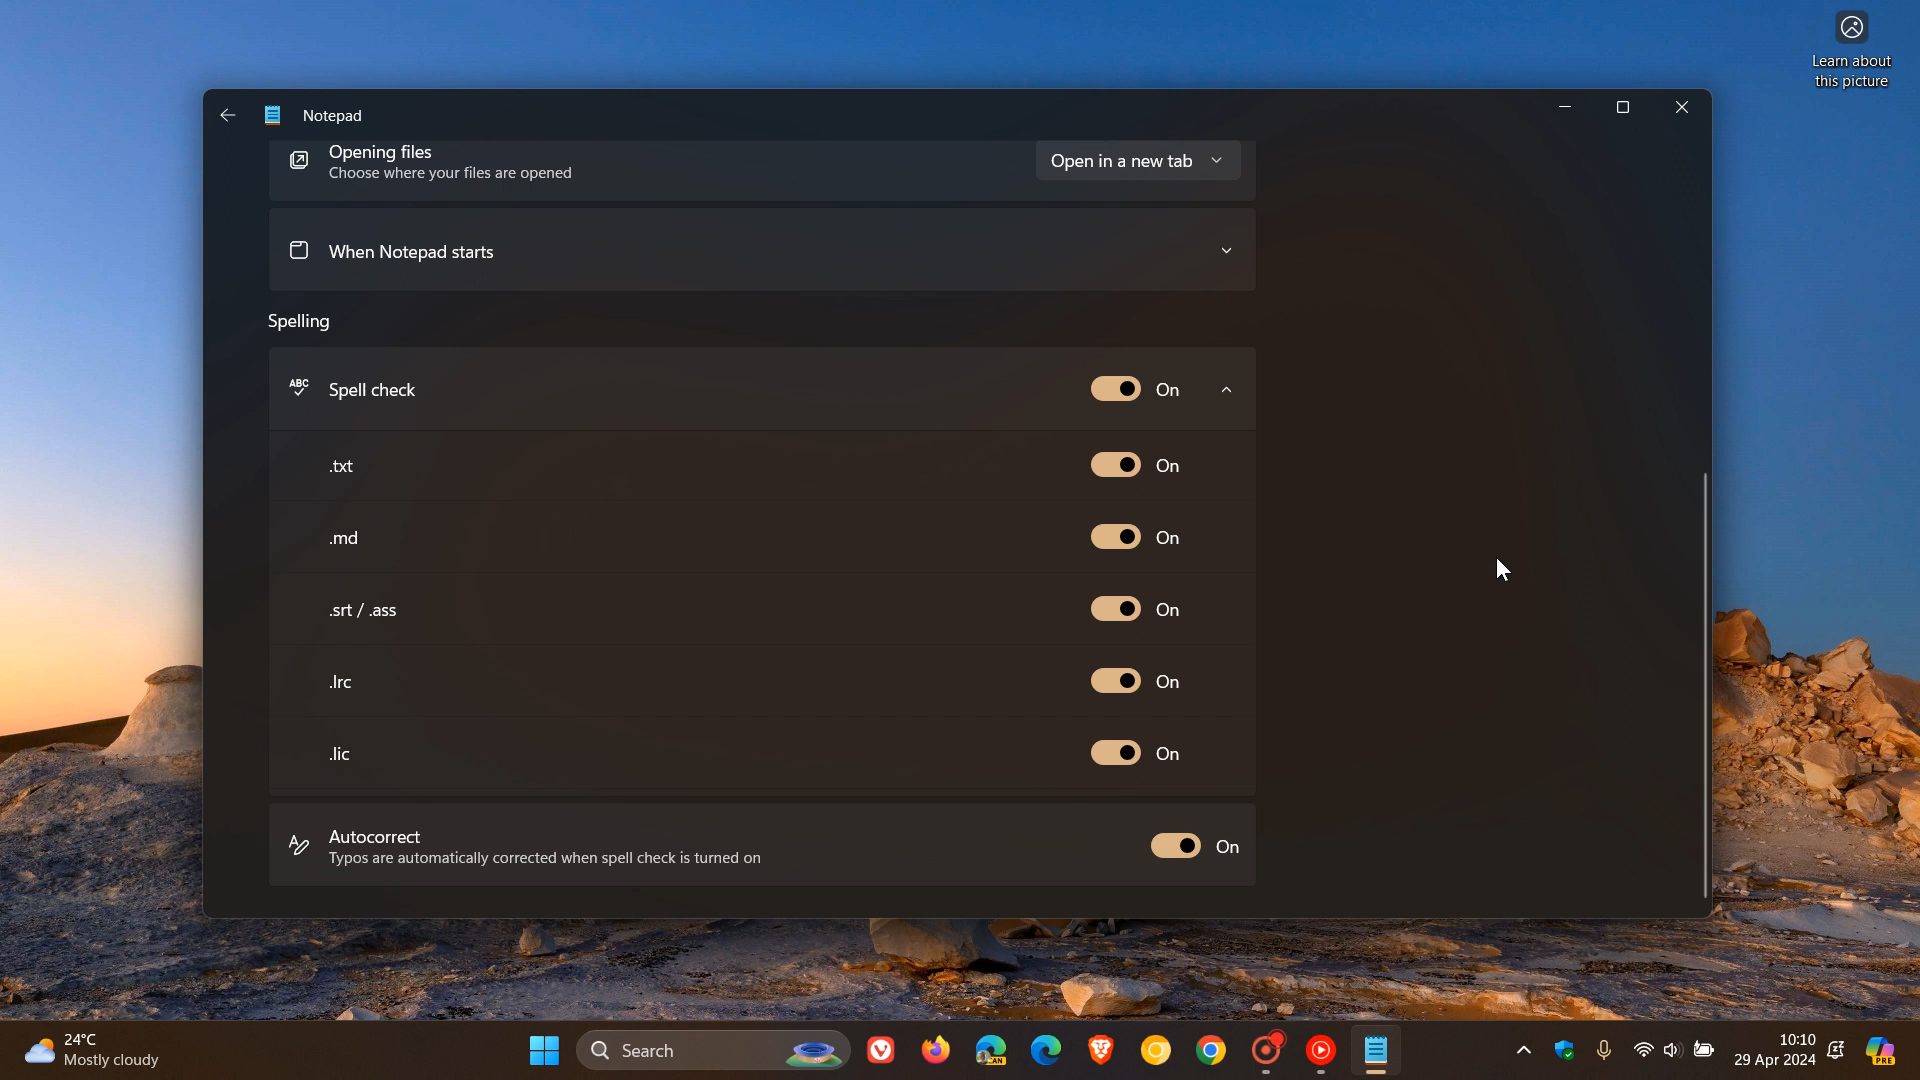 Learn about
this picture
Notepad
Opening files
Choose where your files are opened
Open in a new tab
When Notepad starts
Spelling
ABC
Spell check
On
.txt
On
.md
On
.srt / .ass
On
.lrc
On
.lic
On
Autocorrect
Typos are automatically corrected when spell check is turned on
On
24°C
Mostly cloudy
Search
CAN
10:10
29 Apr 2024
PRE